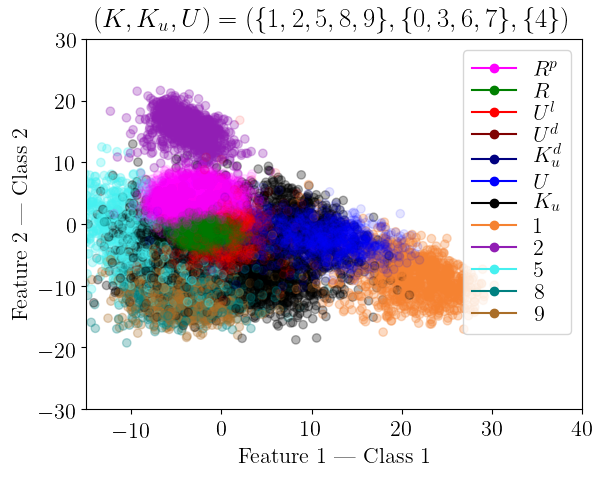 (K, K_u, U) = ({1, 2, 5, 8, 9}, {0, 3, 6, 7}, {4})
30
20
10
0
−10
−20
−30
Feature 2 — Class 2
R^p
R
U^l
U^d
K_u^d
U
K_u
1
2
5
8
9
−10
0
10
20
30
40
Feature 1 — Class 1